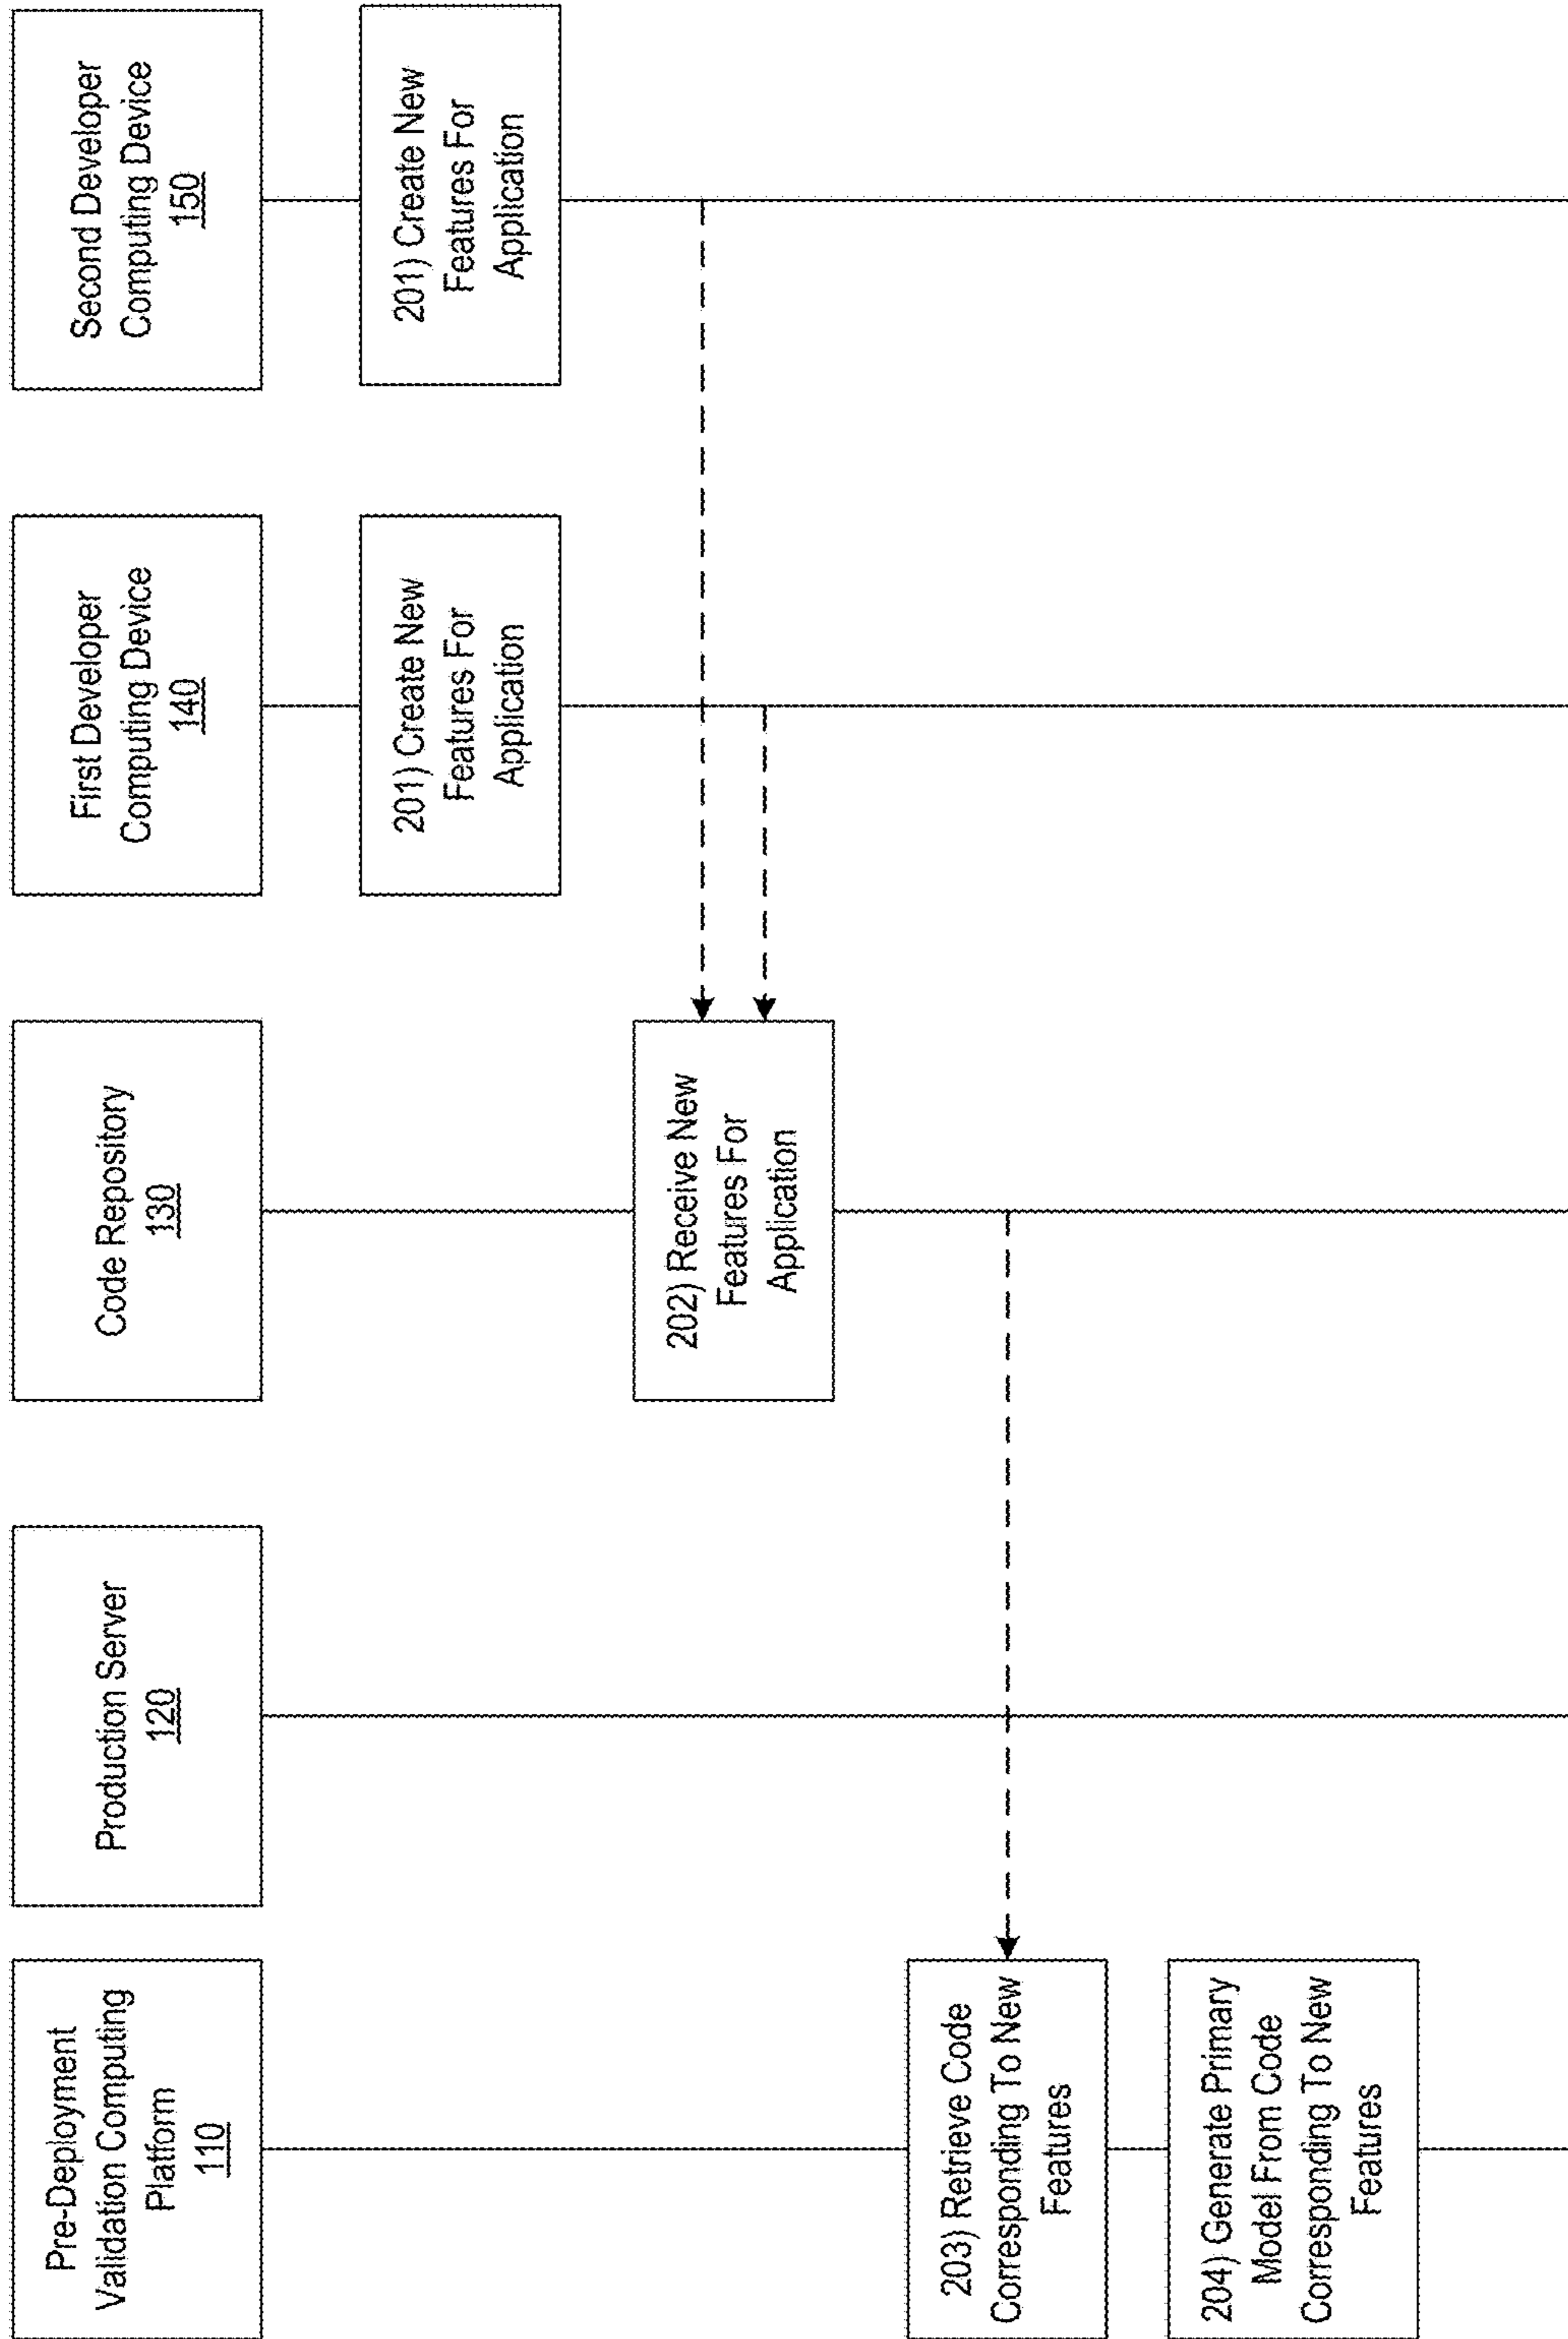 Pre-Deployment
Validation Computing
Platform
110
Production Server
120
Code Repository
130
First Developer
Computing Device
140
Second Developer
Computing Device
150
201) Create New
Features For
Application
201) Create New
Features For
Application
202) Receive New
Features For
Application
203) Retrieve Code
Corresponding To New
Features
204) Generate Primary
Model From Code
Corresponding To New
Features